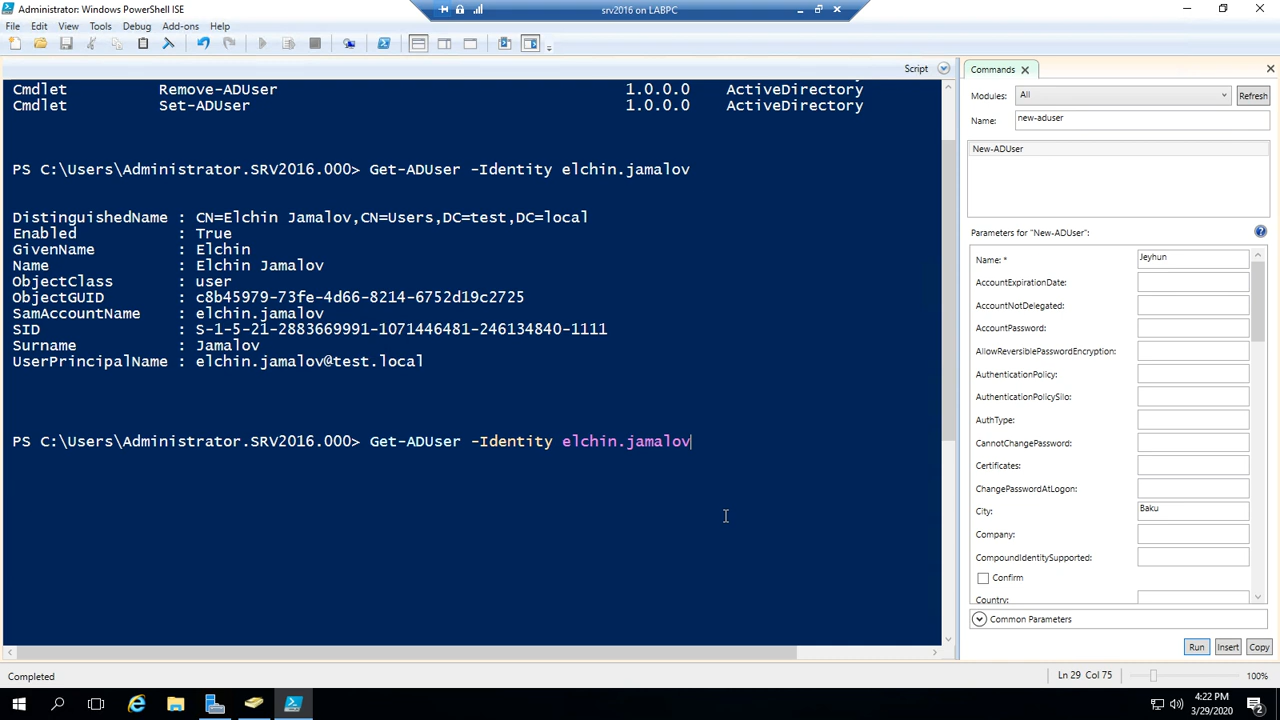 Administrator: Windows PowerShell ISE
srv2016 on LABPC
File Edit View Tools Debug Add-ons Help
Script
Commands
Cmdlet Remove-ADUser 1.0.0.0 ActiveDirectory
Cmdlet Set-ADUser 1.0.0.0 ActiveDirectory
PS C:\Users\Administrator.SRV2016.000> Get-ADUser -Identity elchin.jamalov
DistinguishedName : CN=Elchin Jamalov,CN=Users,DC=test,DC=local
Enabled : True
GivenName : Elchin
Name : Elchin Jamalov
ObjectClass : user
ObjectGUID : c8b45979-73fe-4d66-8214-6752d19c2725
SamAccountName : elchin.jamalov
SID : S-1-5-21-2883669991-1071446481-246134840-1111
Surname : Jamalov
UserPrincipalName : elchin.jamalov@test.local
PS C:\Users\Administrator.SRV2016.000> Get-ADUser -Identity elchin.jamalov
Modules: All Refresh
Name: new-aduser
New-ADUser
Parameters for "New-ADUser":
Name: * Jeyhun
AccountExpirationDate:
AccountNotDelegated:
AccountPassword:
AllowReversiblePasswordEncryption:
AuthenticationPolicy:
AuthenticationPolicySilo:
AuthType:
CannotChangePassword:
Certificates:
ChangePasswordAtLogon:
City: Baku
Company:
CompoundIdentitySupported:
Confirm
Country:
Common Parameters
Run Insert Copy
Completed
Ln 29 Col 75
100%
4:22 PM
3/29/2020
2